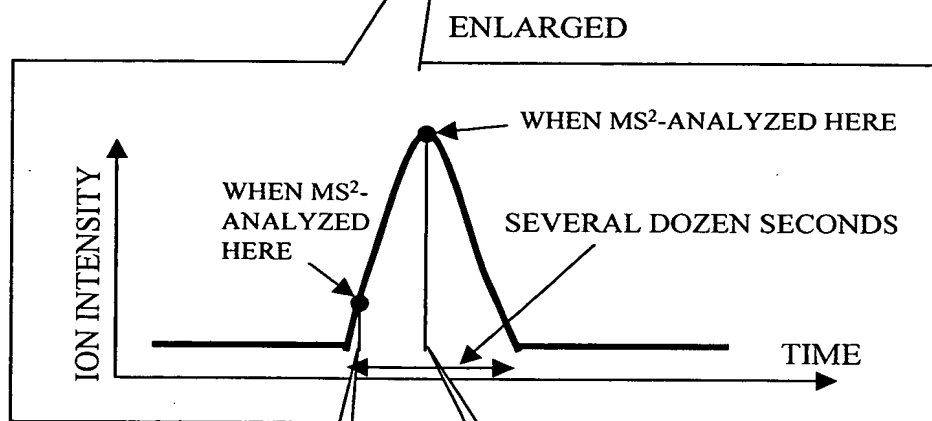 ENLARGED
WHEN MS²-ANALYZED HERE
WHEN MS²-
ANALYZED
HERE
SEVERAL DOZEN SECONDS
ION INTENSITY
TIME